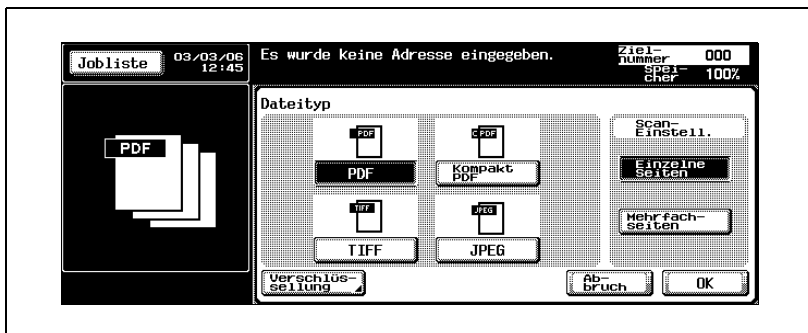 Jobliste
03/03/06
12:45
Es wurde keine Adresse eingegeben.
Ziel-
nummer 000
Spei-
cher 100%
PDF
Dateityp
PDF
PDF
C PDF
Kompakt
PDF
TIFF
TIFF
JPEG
JPEG
Scan-
Einstell.
Einzelne
Seiten
Mehrfach-
seiten
Verschlüs-
sellung
Ab-
bruch
OK